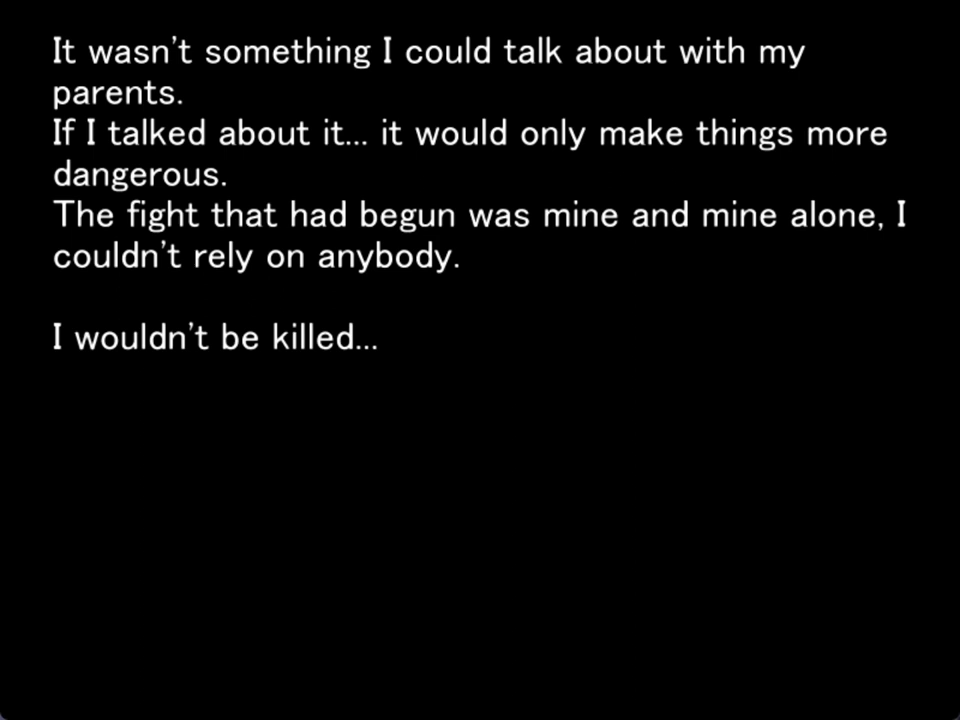 It wasn't something I could talk about with my
parents.
If I talked about it... it would only make things more
dangerous.
The fight that had begun was mine and mine alone, I
couldn't rely on anybody.
I wouldn't be killed...